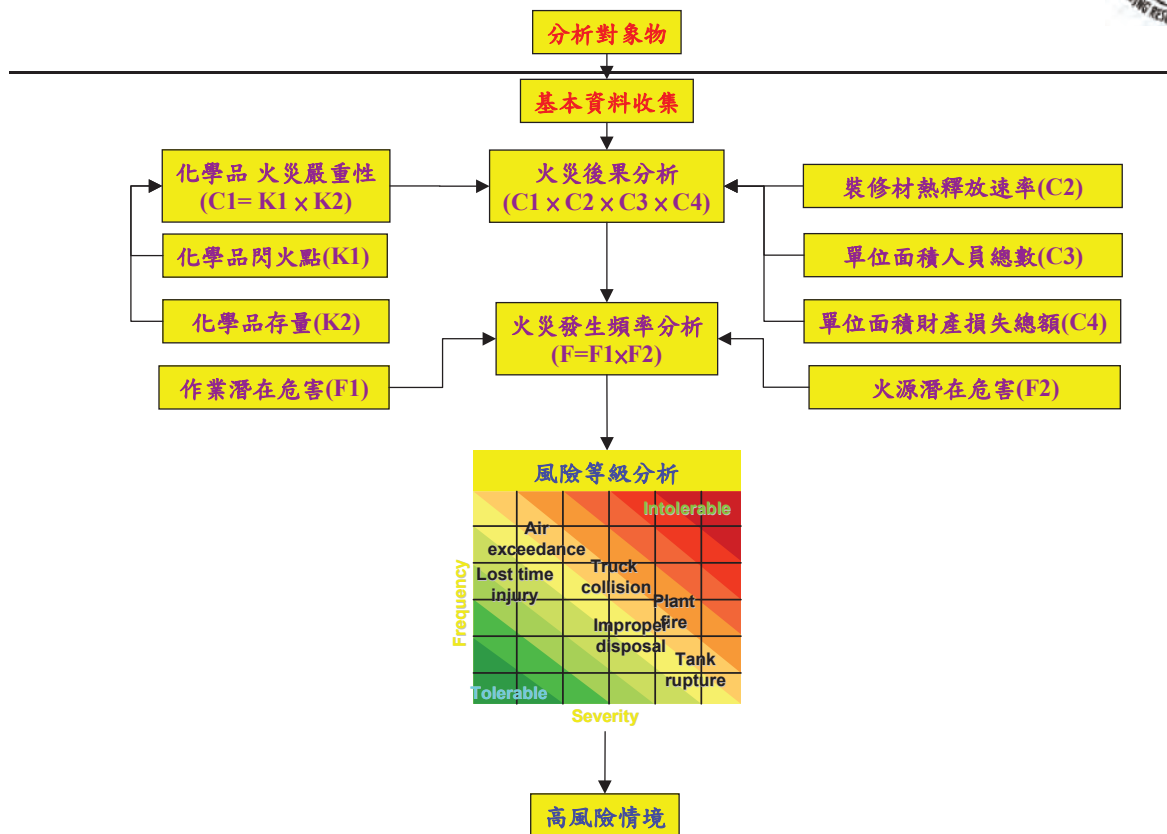 分析對象物
基本資料收集
化學品 火災嚴重性
(C1= K1 × K2)
火災後果分析
(C1 × C2 × C3 × C4)
裝修材熱釋放速率(C2)
化學品閃火點(K1)
單位面積人員總數(C3)
化學品存量(K2)
火災發生頻率分析
(F=F1×F2)
單位面積財產損失總額(C4)
作業潛在危害(F1)
火源潛在危害(F2)
風險等級分析
Intolerable
Air
exceedance
Lost time
injury
Truck
collision
Plant
fire
Improper
disposal
Tank
rupture
Tolerable
Frequency
Severity
高風險情境